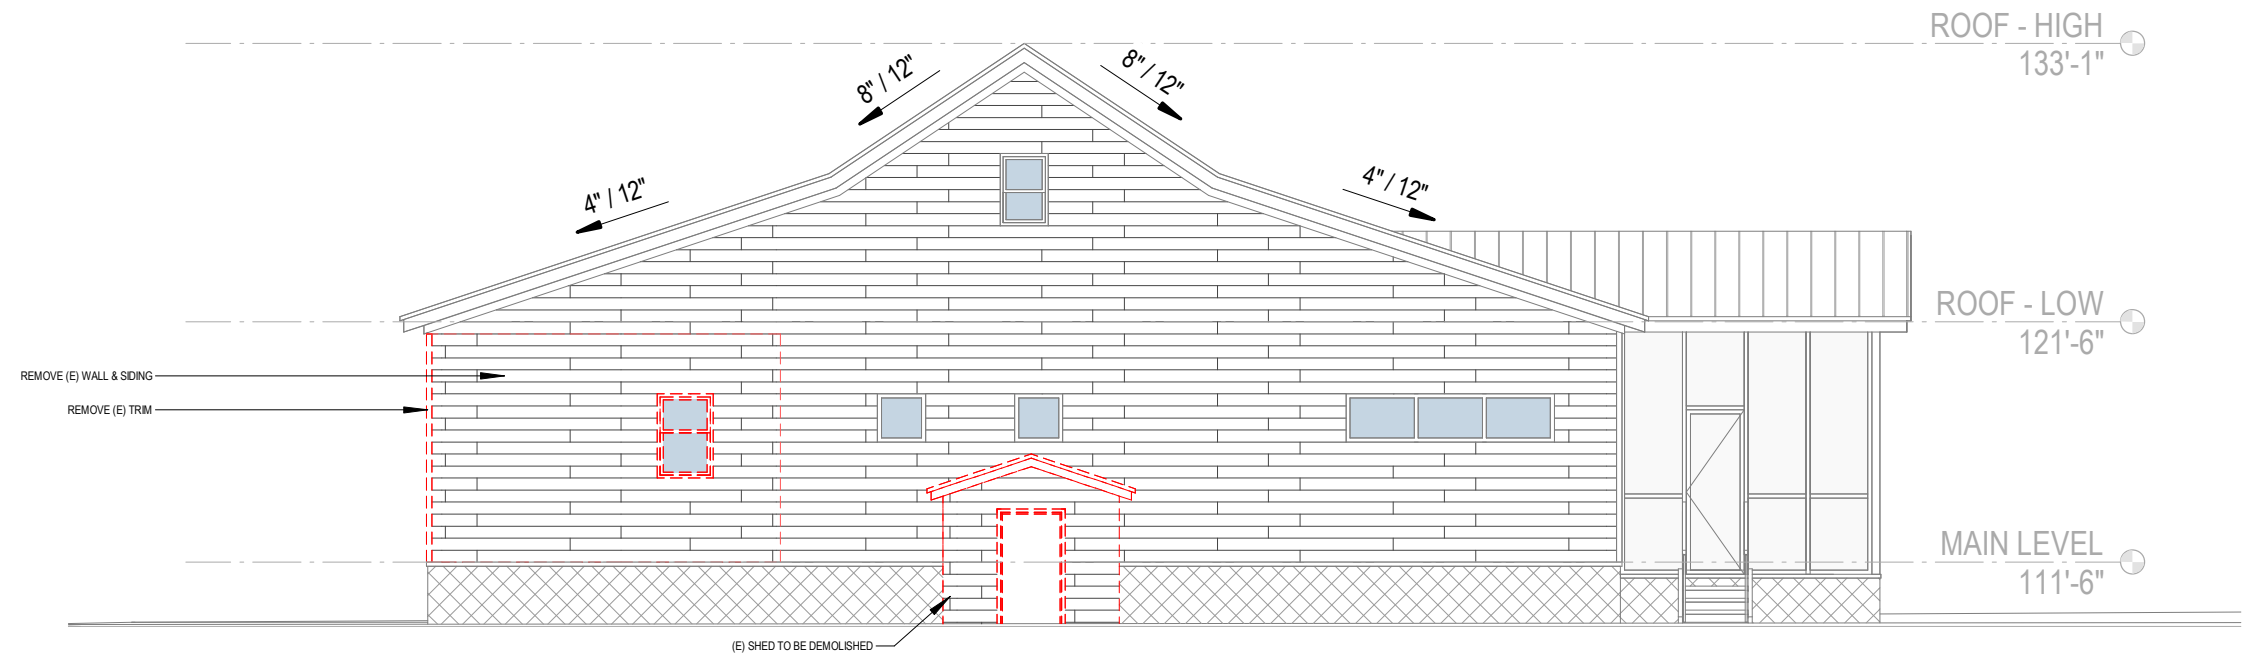 ROOF - HIGH
133'-1"
8" / 12"
8" / 12"
4" / 12"
4" / 12"
ROOF - LOW
121'-6"
REMOVE (E) WALL & SIDING
REMOVE (E) TRIM
MAIN LEVEL
111'-6"
(E) SHED TO BE DEMOLISHED